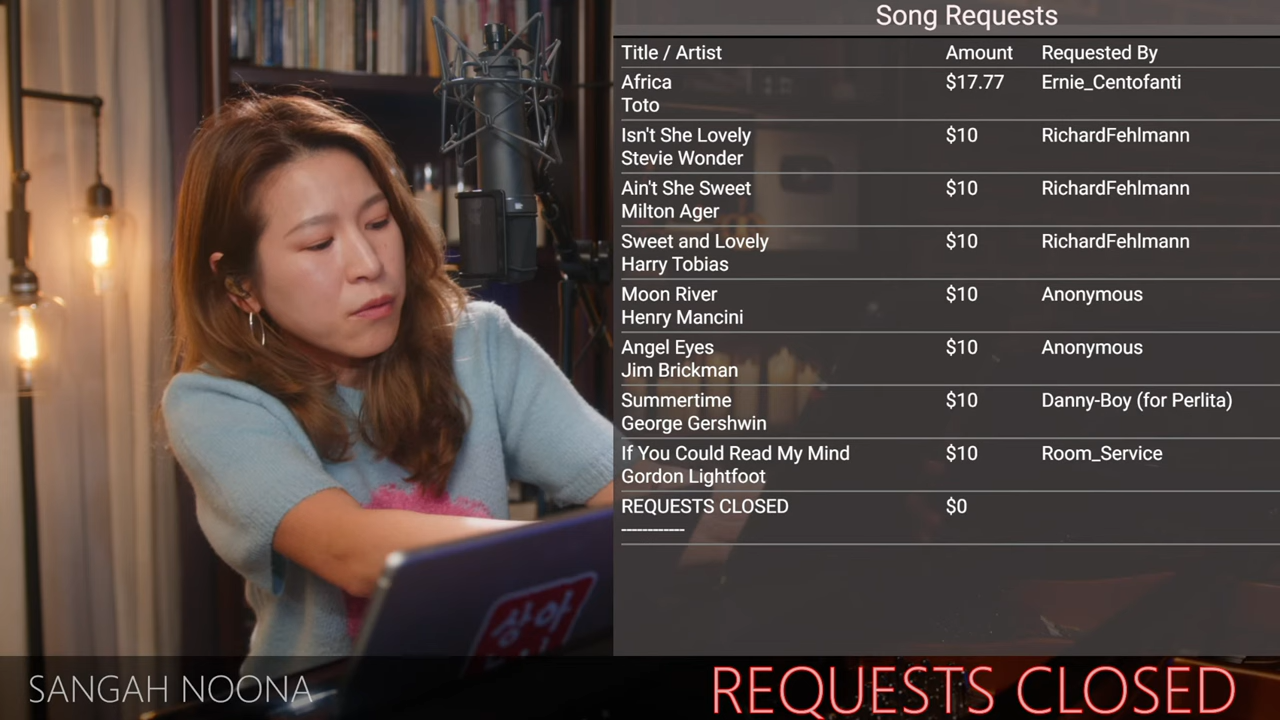 Song Requests
Title / Artist Amount Requested By
Africa $17.77 Ernie_Centofanti
Toto
Isn't She Lovely $10 RichardFehlmann
Stevie Wonder
Ain't She Sweet $10 RichardFehlmann
Milton Ager
Sweet and Lovely $10 RichardFehlmann
Harry Tobias
Moon River $10 Anonymous
Henry Mancini
Angel Eyes $10 Anonymous
Jim Brickman
Summertime $10 Danny-Boy (for Perlita)
George Gershwin
If You Could Read My Mind $10 Room_Service
Gordon Lightfoot
REQUESTS CLOSED $0
------------
상아
SANGAH NOONA
REQUESTS CLOSED